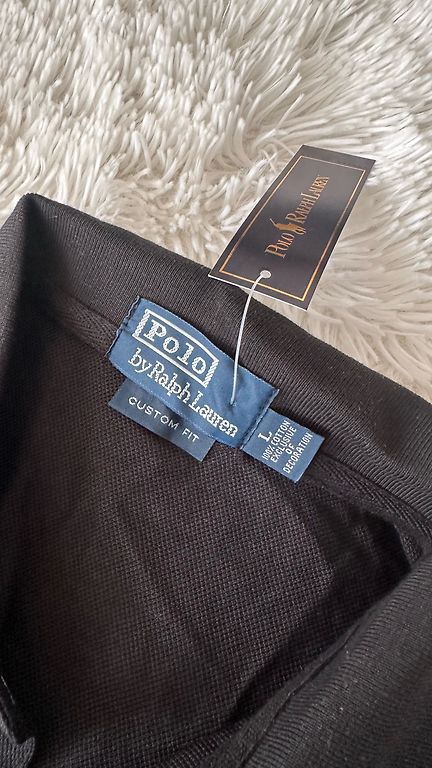 POLO RALPH LAUREN
Polo
by Ralph Lauren
CUSTOM FIT
L
100% COTTON
EXCLUSIVE
OF
DECORATION